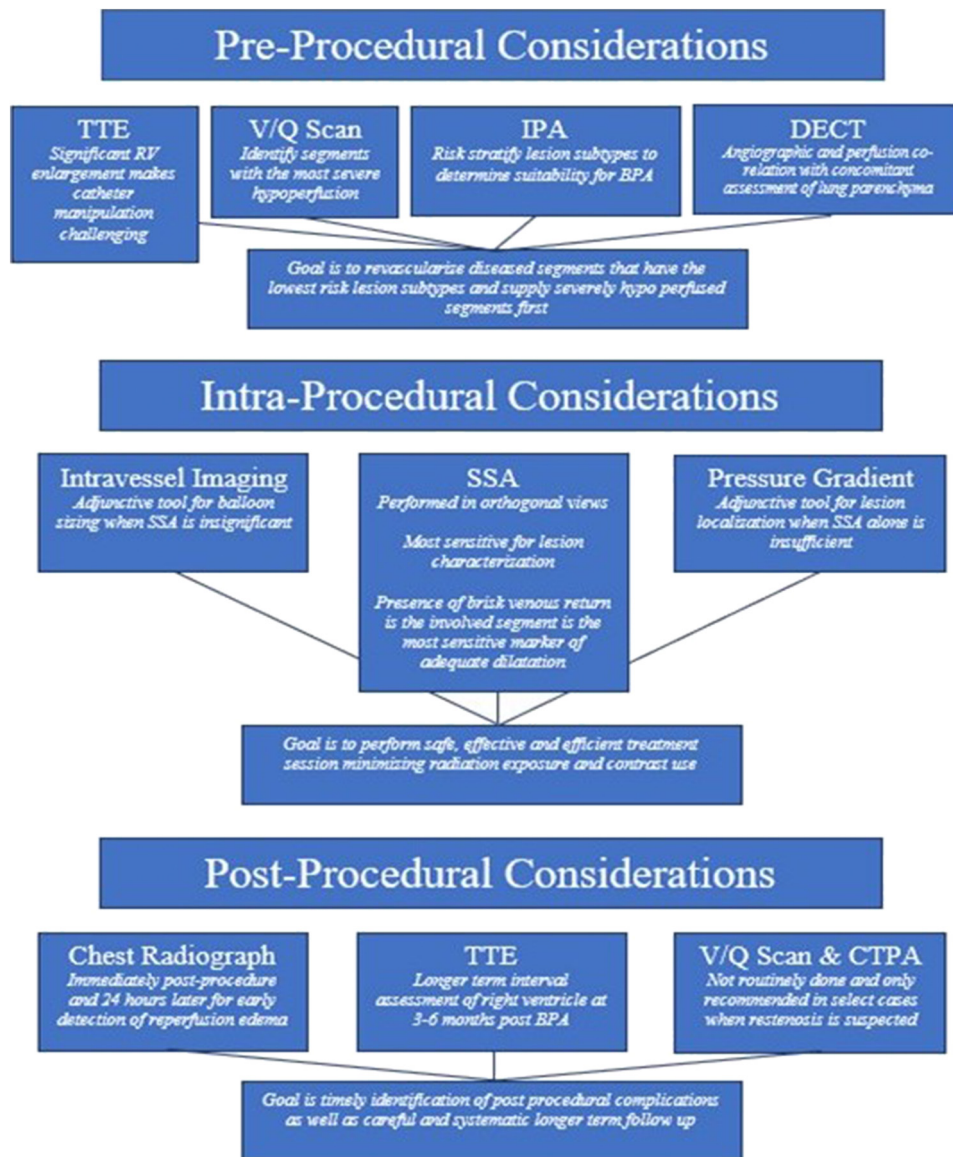 Pre-Procedural Considerations
TTE
Significant RV
enlargement makes
catheter
manipulation
challenging
V/Q Scan
Identify segments
with the most severe
hypoperfusion
IPA
Risk stratify lesion subtypes to
determine suitability for BPA
DECT
Angiographic and perfusion co-
relation with concomitant
assessment of lung parenchyma
Goal is to revascularize diseased segments that have the
lowest risk lesion subtypes and supply severely hypo perfused
segments first
Intra-Procedural Considerations
Intravessel Imaging
Adjunctive tool for balloon
sizing when SSA is insignificant
SSA
Performed in orthogonal views
Most sensitive for lesion
characterization
Presence of brisk venous return
is the involved segment is the
most sensitive marker of
adequate dilatation
Pressure Gradient
Adjunctive tool for lesion
localization when SSA alone is
insufficient
Goal is to perform safe, effective and efficient treatment
session minimizing radiation exposure and contrast use
Post-Procedural Considerations
Chest Radiograph
Immediately post-procedure
and 24 hours later for early
detection of reperfusion edema
TTE
Longer term interval
assessment of right ventricle at
3-6 months post BPA
V/Q Scan & CTPA
Not routinely done and only
recommended in select cases
when restenosis is suspected
Goal is timely identification of post procedural complications
as well as careful and systematic longer term follow up